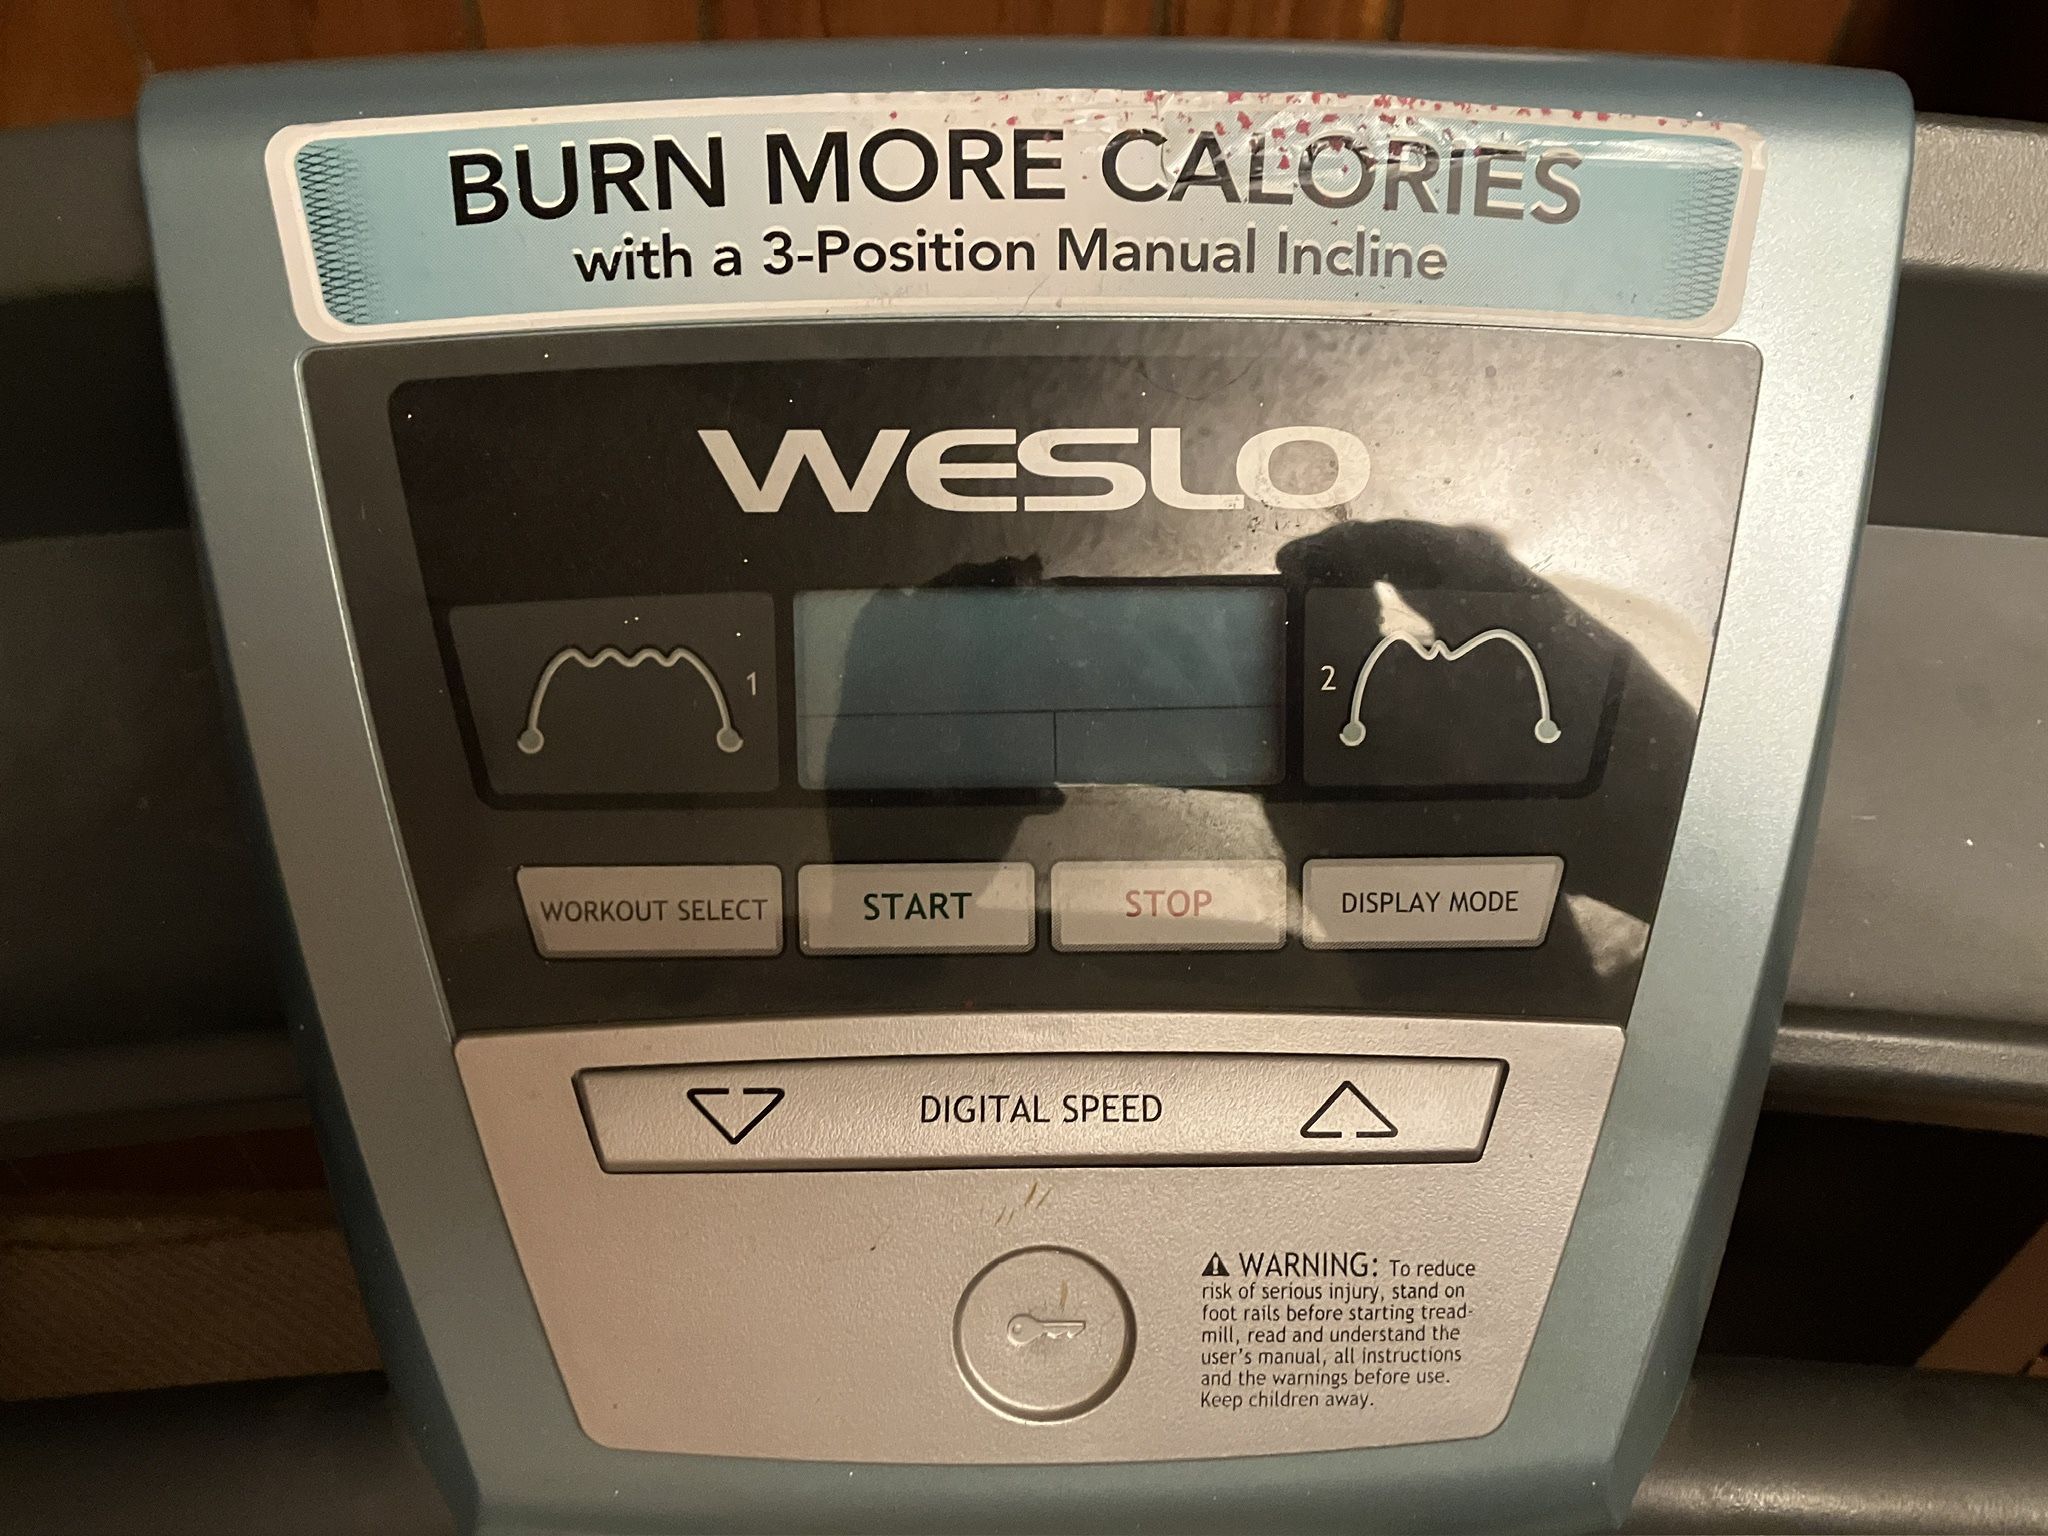 BURN MORE CALORIES
with a 3-Position Manual Incline
WESLO
1
2
WORKOUT SELECT
START
STOP
DISPLAY MODE
DIGITAL SPEED
WARNING: To reduce
risk of serious injury, stand on
foot rails before starting tread-
mill, read and understand the
user's manual, all instructions
and the warnings before use.
Keep children away.